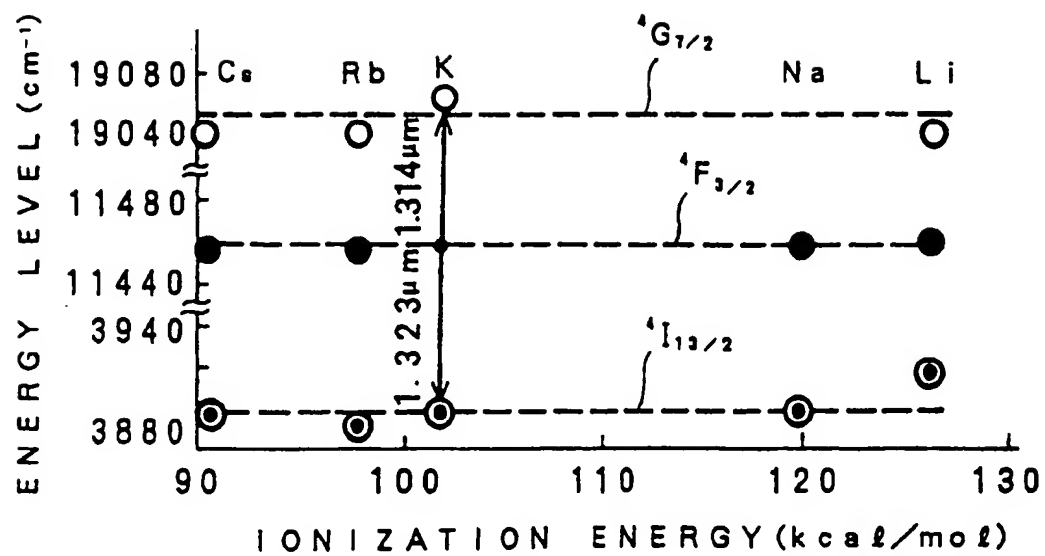 ⁴G₇/₂
19080 Cs Rb K Na Li
19040
⁴F₃/₂
11480
11440
1.323μm 1.314μm
⁴I₁₃/₂
3940
3880
90 100 110 120 130
IONIZATION ENERGY (kcal/mol)
ENERGY LEVEL (cm⁻¹)